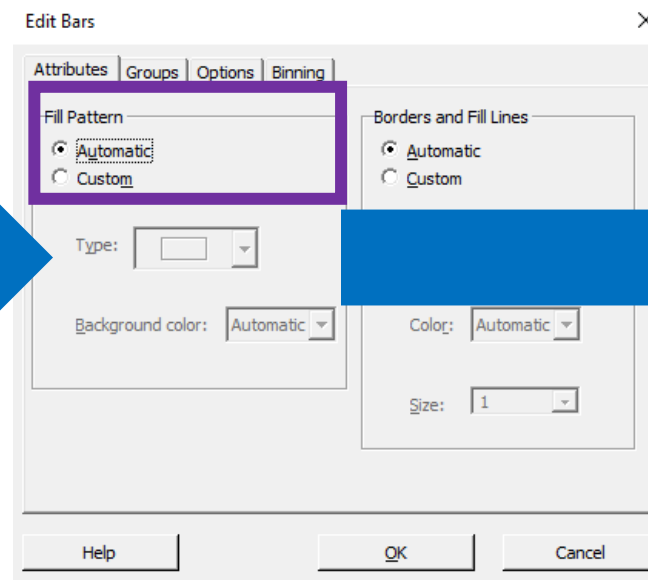 Edit Bars
Attributes Groups Options Binning
Fill Pattern
Automatic
Custom
Type:
Background color: Automatic
Borders and Fill Lines
Automatic
Custom
Color: Automatic
Size: 1
Help OK Cancel